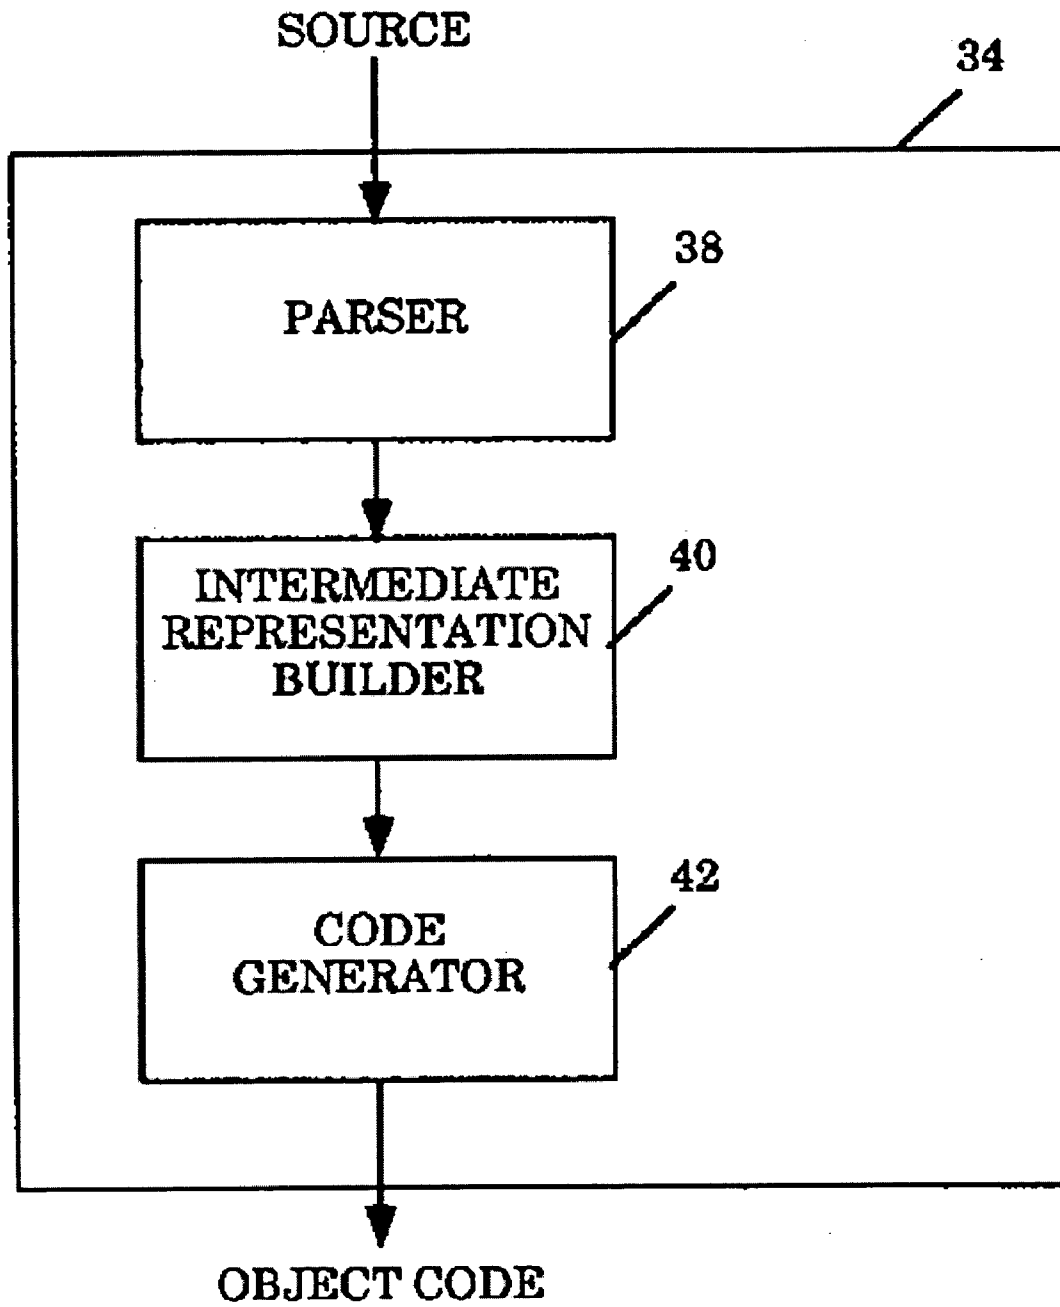 SOURCE
34
PARSER
38
INTERMEDIATE
REPRESENTATION
BUILDER
40
CODE
GENERATOR
42
OBJECT CODE